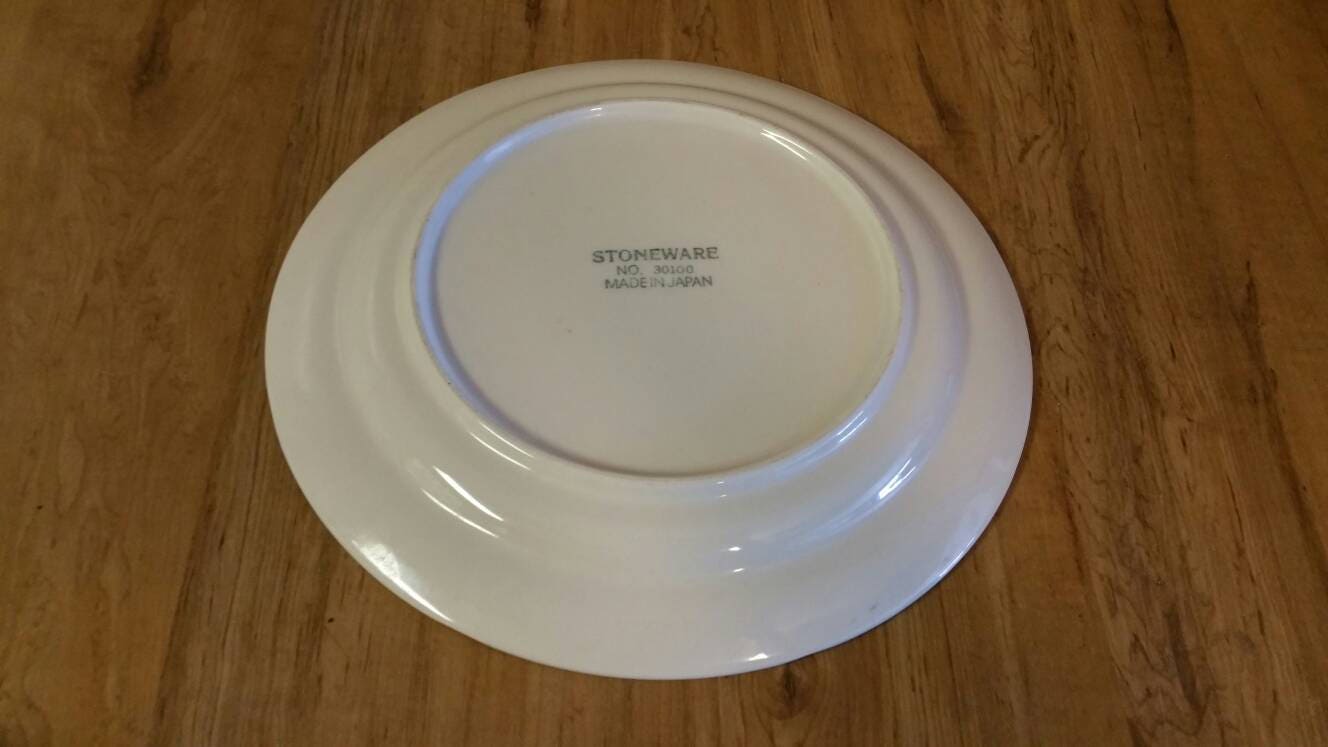 STONEWARE
NO. 30100
MADE IN JAPAN